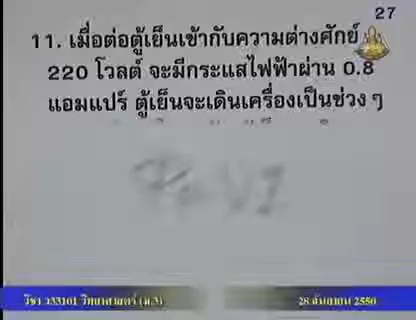 27
11. เมื่อต่อตู้เย็นเข้ากับความต่างศักย์
220 โวลต์ จะมีกระแสไฟฟ้าผ่าน 0.8
แอมแปร์ ตู้เย็นจะเดินเครื่องเป็นช่วง ๆ
วิชา ว33101 วิทยาศาสตร์ (ม.3)
28 กันยายน 2550